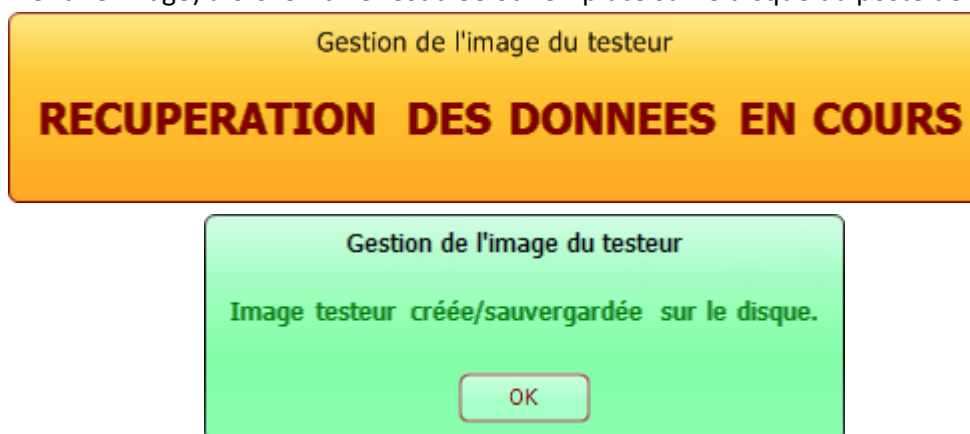 Gestion de l'image du testeur
RECUPERATION DES DONNEES EN COURS
Gestion de l'image du testeur
Image testeur créée/sauvergardée sur le disque.
OK